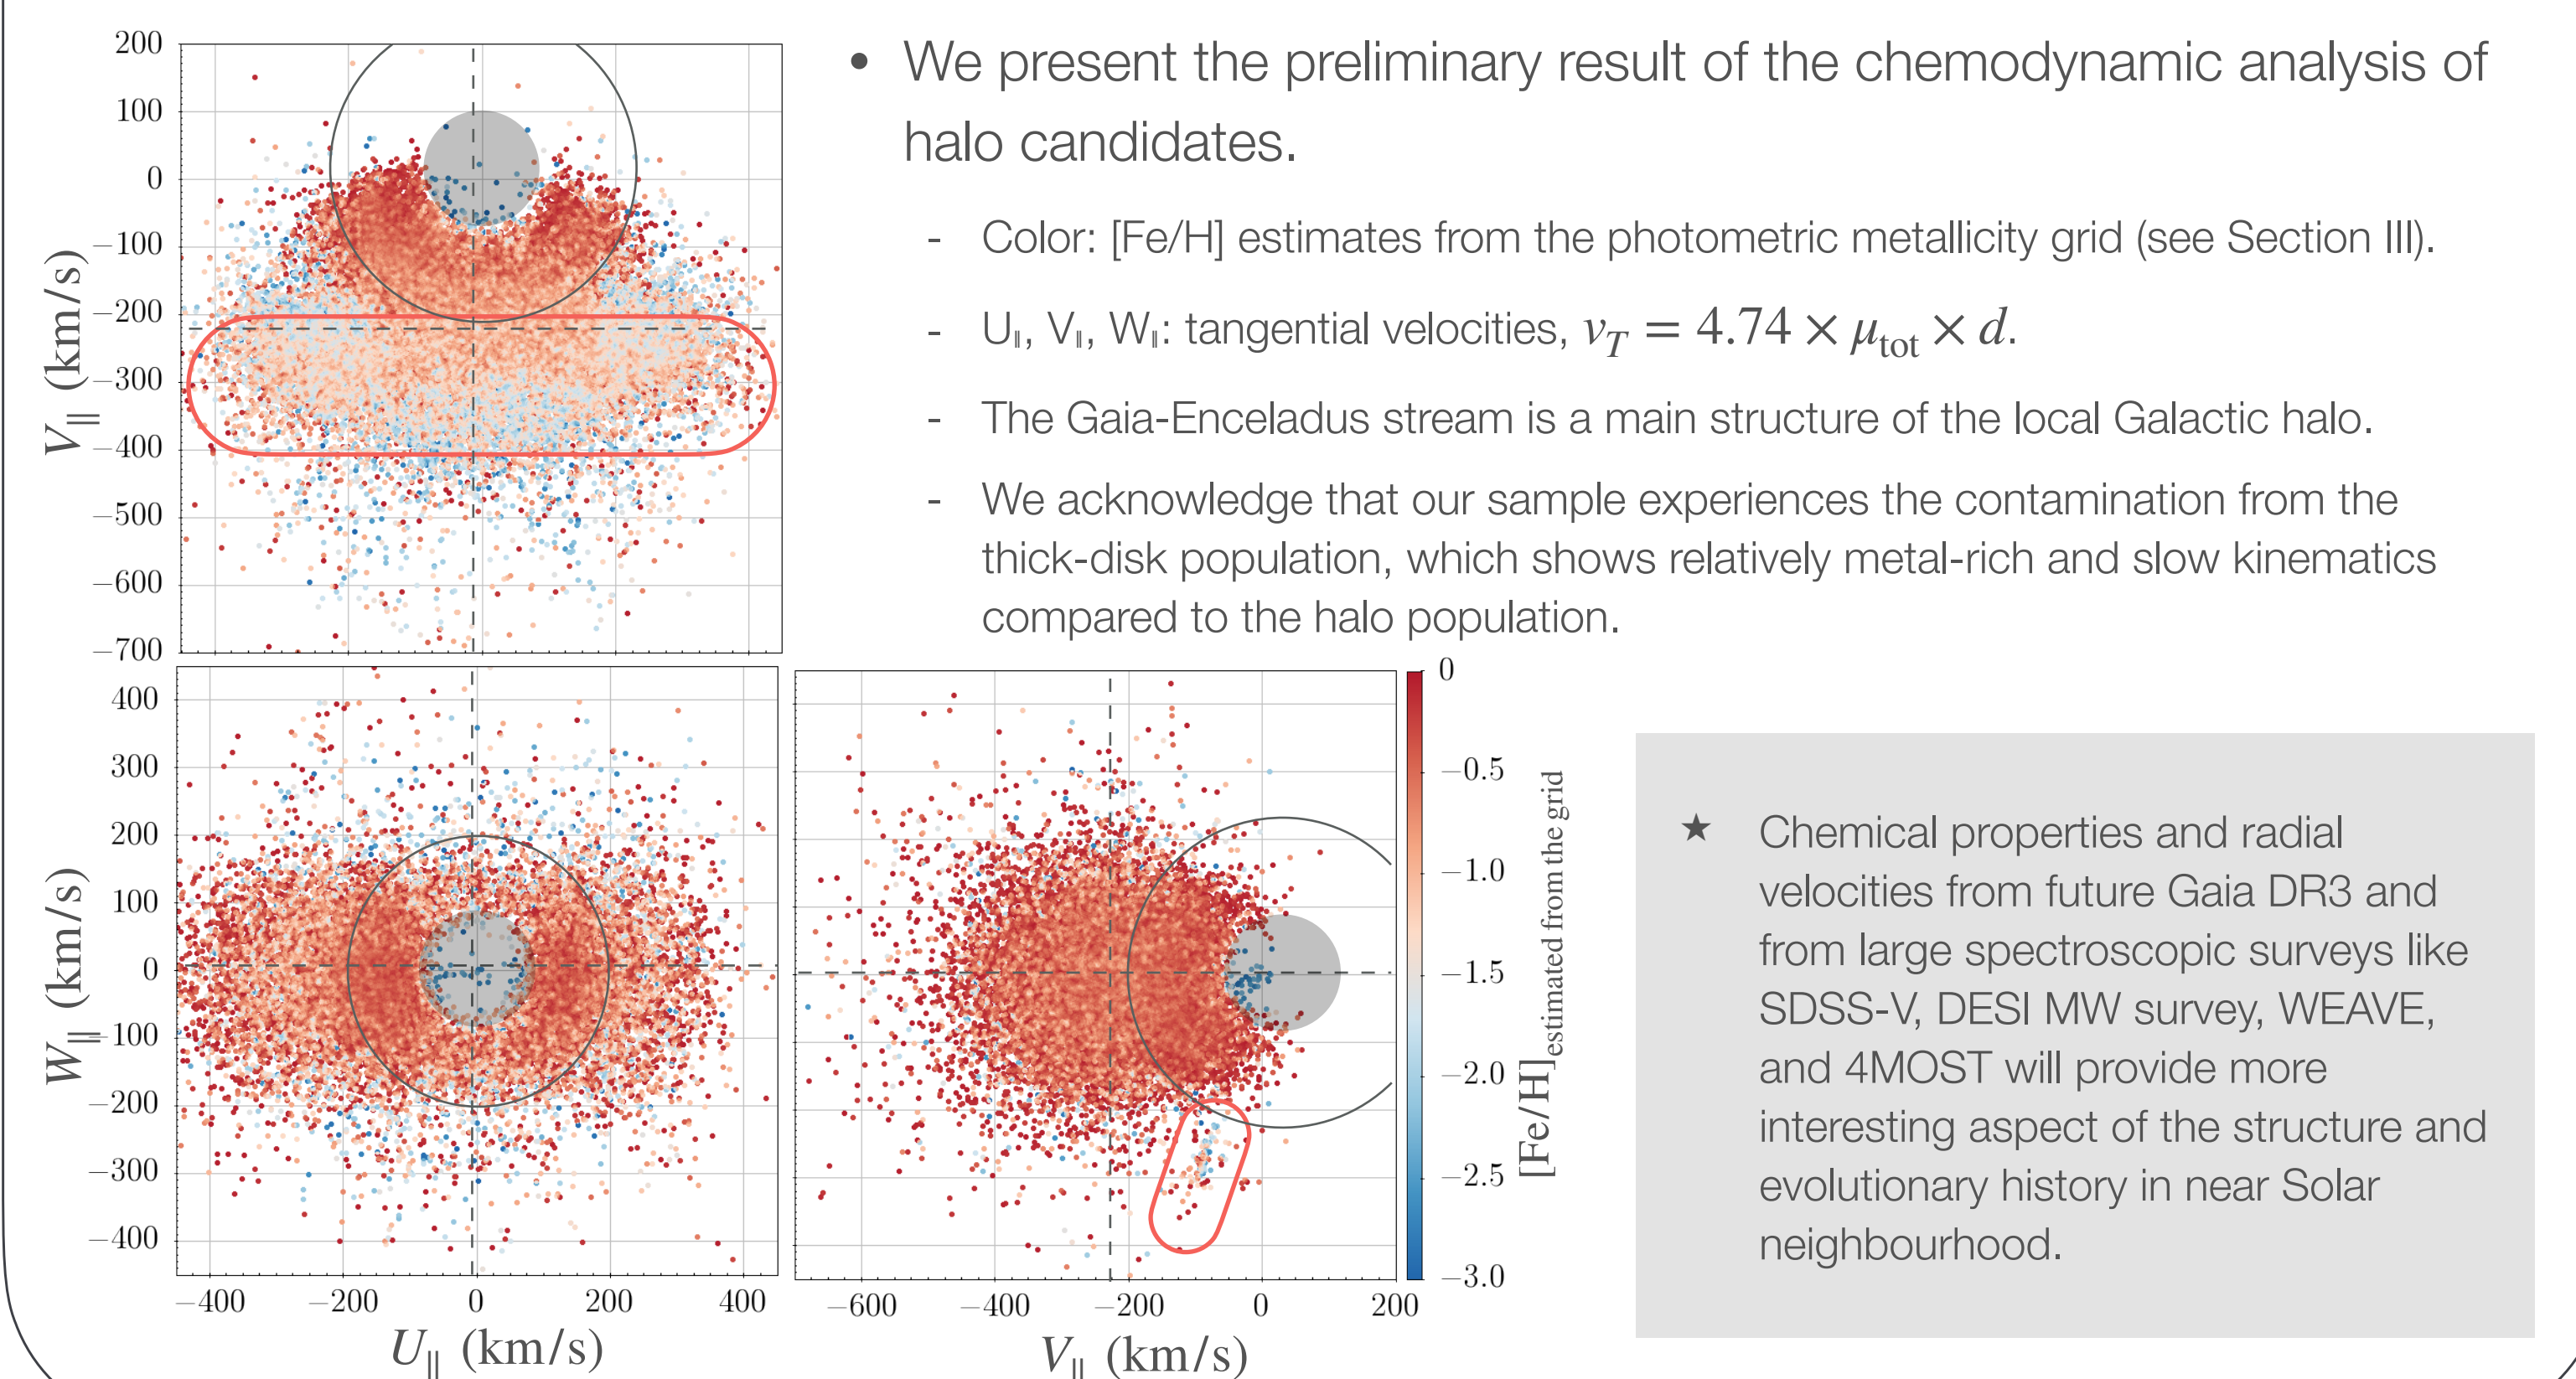 200
100
0
−100
−200
−300
−400
−500
−600
−700
V∥ (km/s)
• We present the preliminary result of the chemodynamic analysis of
halo candidates.
- Color: [Fe/H] estimates from the photometric metallicity grid (see Section III).
- U∥, V∥, W∥: tangential velocities, v_T = 4.74 × μ_tot × d.
- The Gaia-Enceladus stream is a main structure of the local Galactic halo.
- We acknowledge that our sample experiences the contamination from the
thick-disk population, which shows relatively metal-rich and slow kinematics
compared to the halo population.
400
300
200
100
0
−100
−200
−300
−400
W∥ (km/s)
−400 −200 0 200 400
U∥ (km/s)
−600 −400 −200 0 200
V∥ (km/s)
0
−0.5
−1.0
−1.5
−2.0
−2.5
−3.0
[Fe/H] estimated from the grid
★ Chemical properties and radial
velocities from future Gaia DR3 and
from large spectroscopic surveys like
SDSS-V, DESI MW survey, WEAVE,
and 4MOST will provide more
interesting aspect of the structure and
evolutionary history in near Solar
neighbourhood.